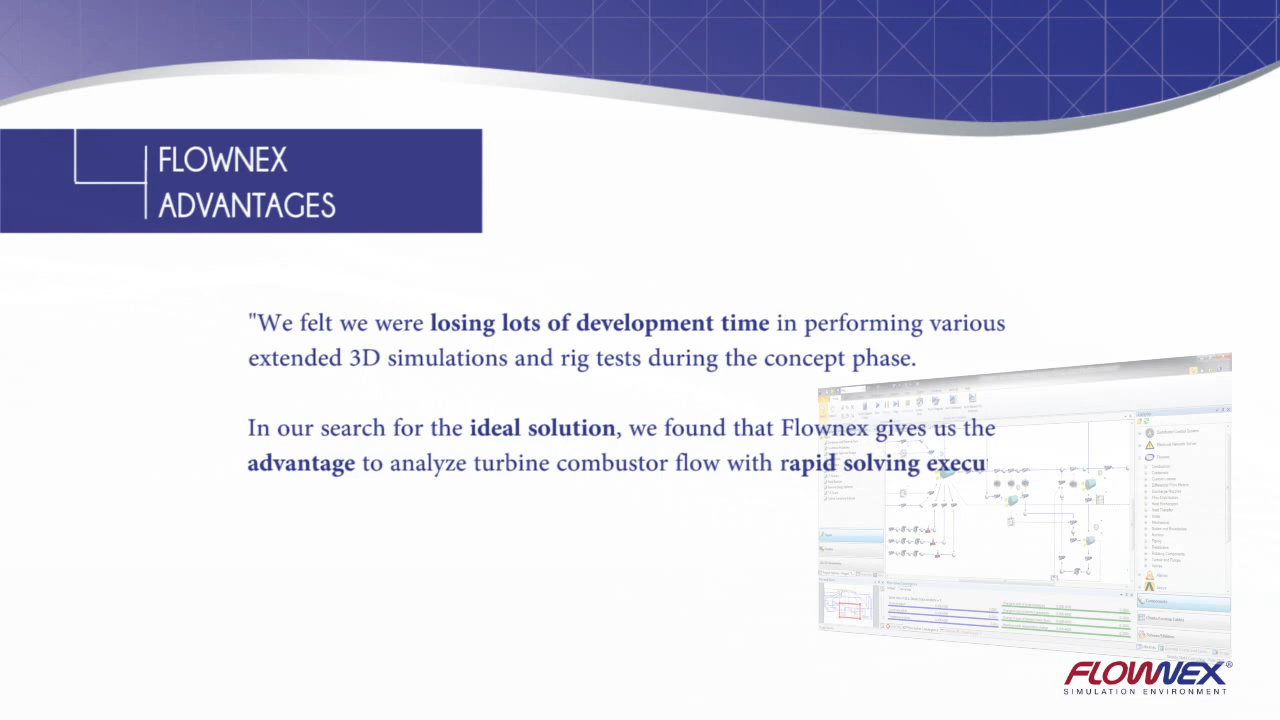 FLOWNEX
ADVANTAGES
"We felt we were losing lots of development time in performing various
extended 3D simulations and rig tests during the concept phase.
In our search for the ideal solution, we found that Flownex gives us the
advantage to analyze turbine combustor flow with rapid solving execu
FLOWNEX®
SIMULATION ENVIRONMENT